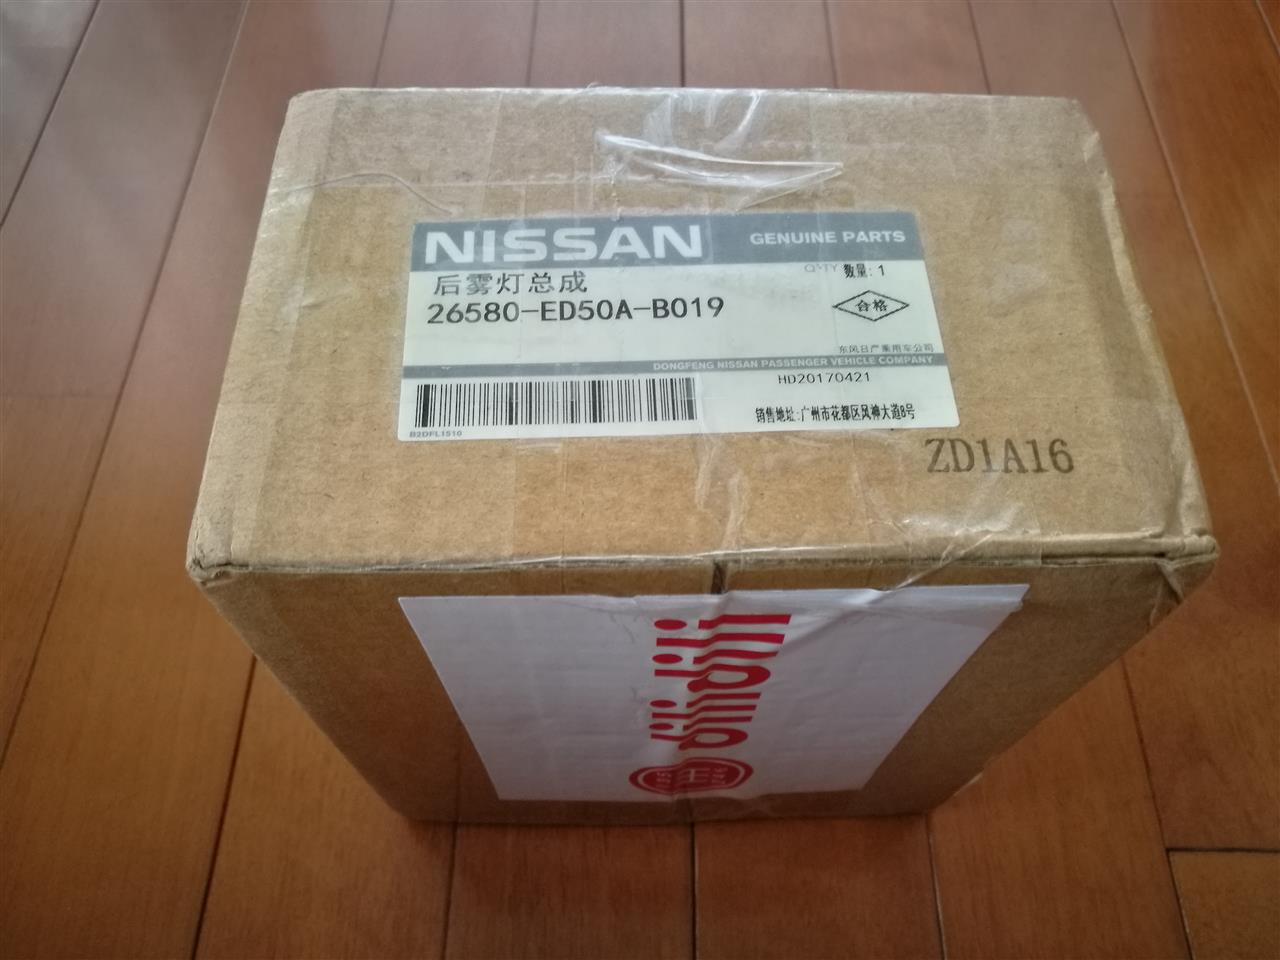 NISSAN GENUINE PARTS
后雾灯总成 Q'TY 数量: 1
26580-ED50A-B019
合格
东风日产乘用车公司
DONGFENG NISSAN PASSENGER VEHICLE COMPANY
HD20170421
销售地址:广州市花都区风神大道8号
B2DFL1510
ZD1A16